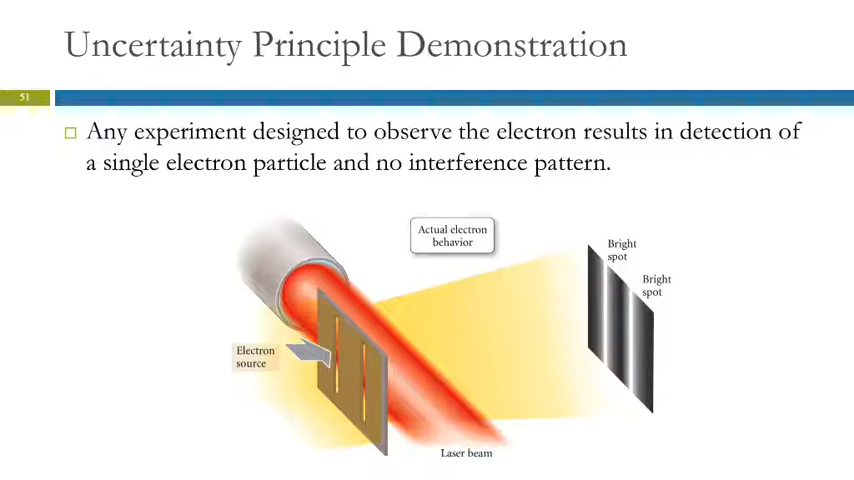 Uncertainty Principle Demonstration
51
Any experiment designed to observe the electron results in detection of
a single electron particle and no interference pattern.
Actual electron
behavior
Bright
spot
Bright
spot
Electron
source
Laser beam